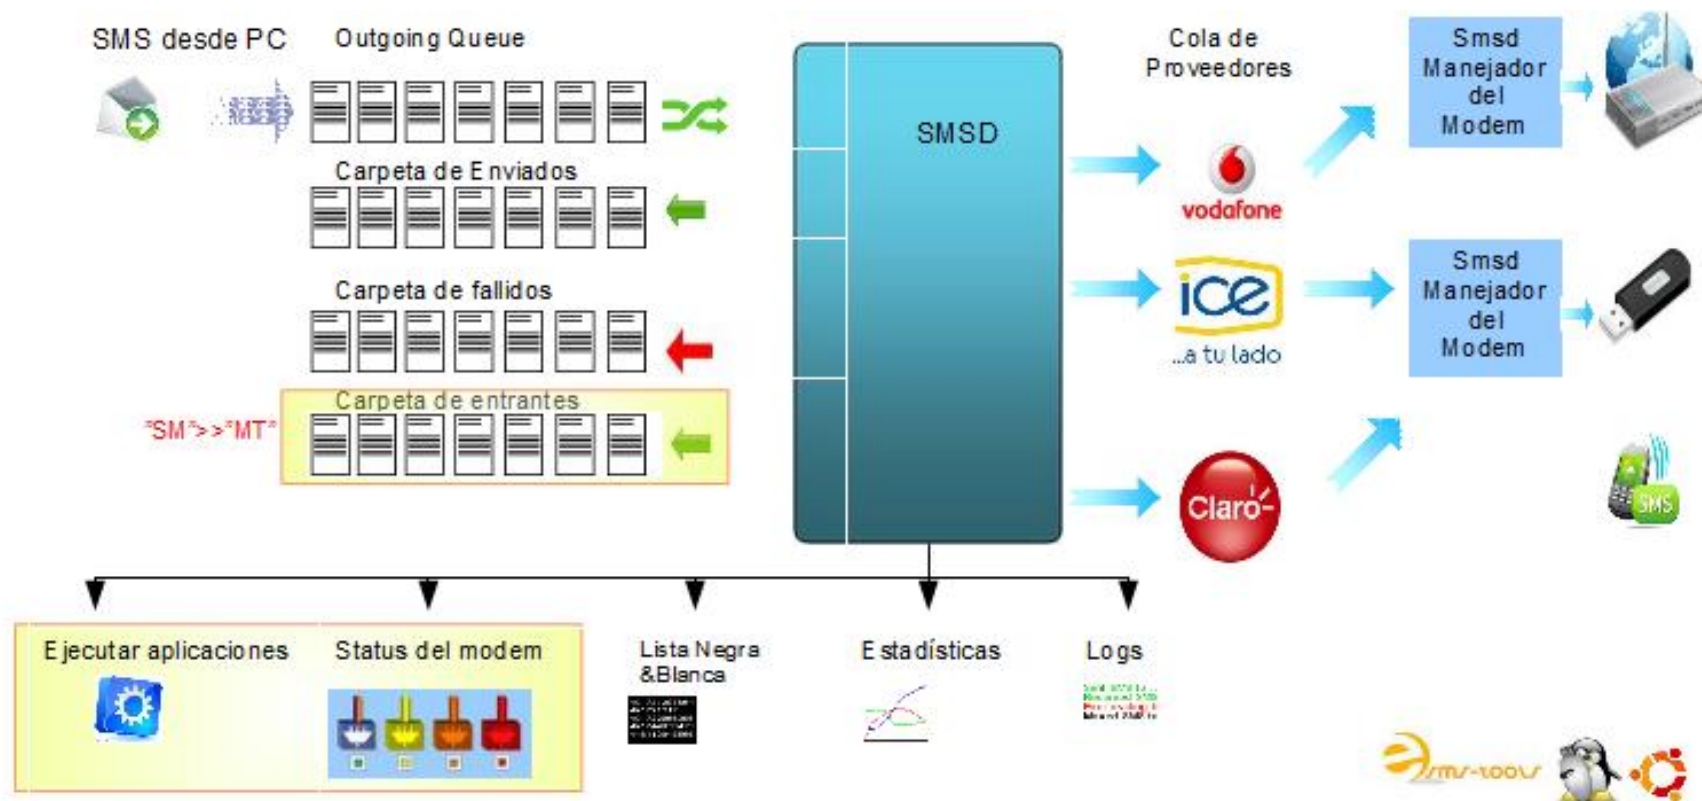 SMS desde PC
Outgoing Queue
Carpeta de Enviados
Carpeta de fallidos
Carpeta de entrantes
"SM">>"MT"
SMSD
Cola de
Proveedores
vodafone
ice
...a tu lado
Claro
Smsd
Manejador
del
Modem
Smsd
Manejador
del
Modem
SMS
Ejecutar aplicaciones
Status del modem
Lista Negra
&Blanca
Estadísticas
Logs
sms-tools